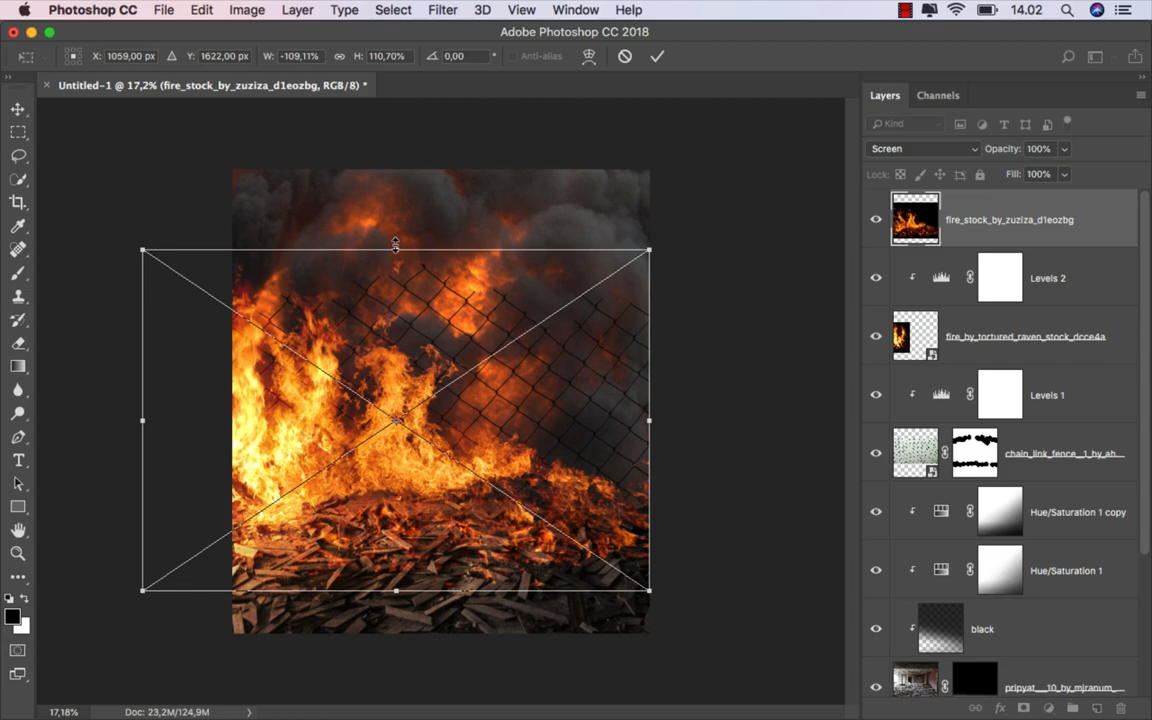 Photoshop CC File Edit Image Layer Type Select Filter 3D View Window Help 14.02
Adobe Photoshop CC 2018
X: 1059,00 px Y: 1622,00 px W: -109,11% H: 110,70% 0,00 ° Anti-alias
× Untitled-1 @ 17,2% (fire_stock_by_zuziza_d1eozbg, RGB/8) *
Layers Channels
Kind
Screen Opacity: 100%
Lock: Fill: 100%
fire_stock_by_zuziza_d1eozbg
Levels 2
fire_by_tortured_raven_stock_dcce4a
Levels 1
chain_link_fence__1_by_ah...
Hue/Saturation 1 copy
Hue/Saturation 1
black
pripyat__10_by_mjranum_...
17,18% Doc: 23,2M/124,9M